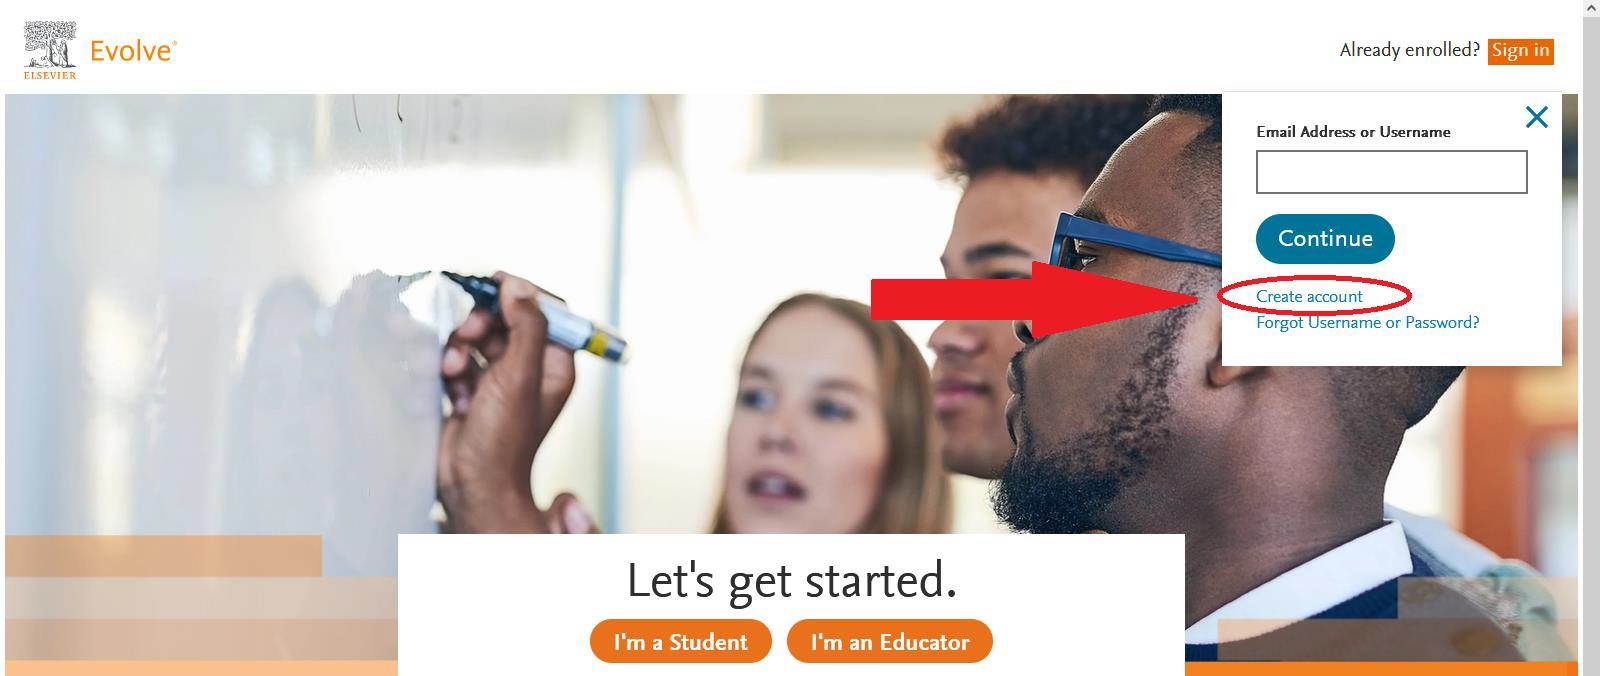 ELSEVIER
Evolve®
Already enrolled? Sign in
Email Address or Username
Continue
Create account
Forgot Username or Password?
Let's get started.
I'm a Student
I'm an Educator